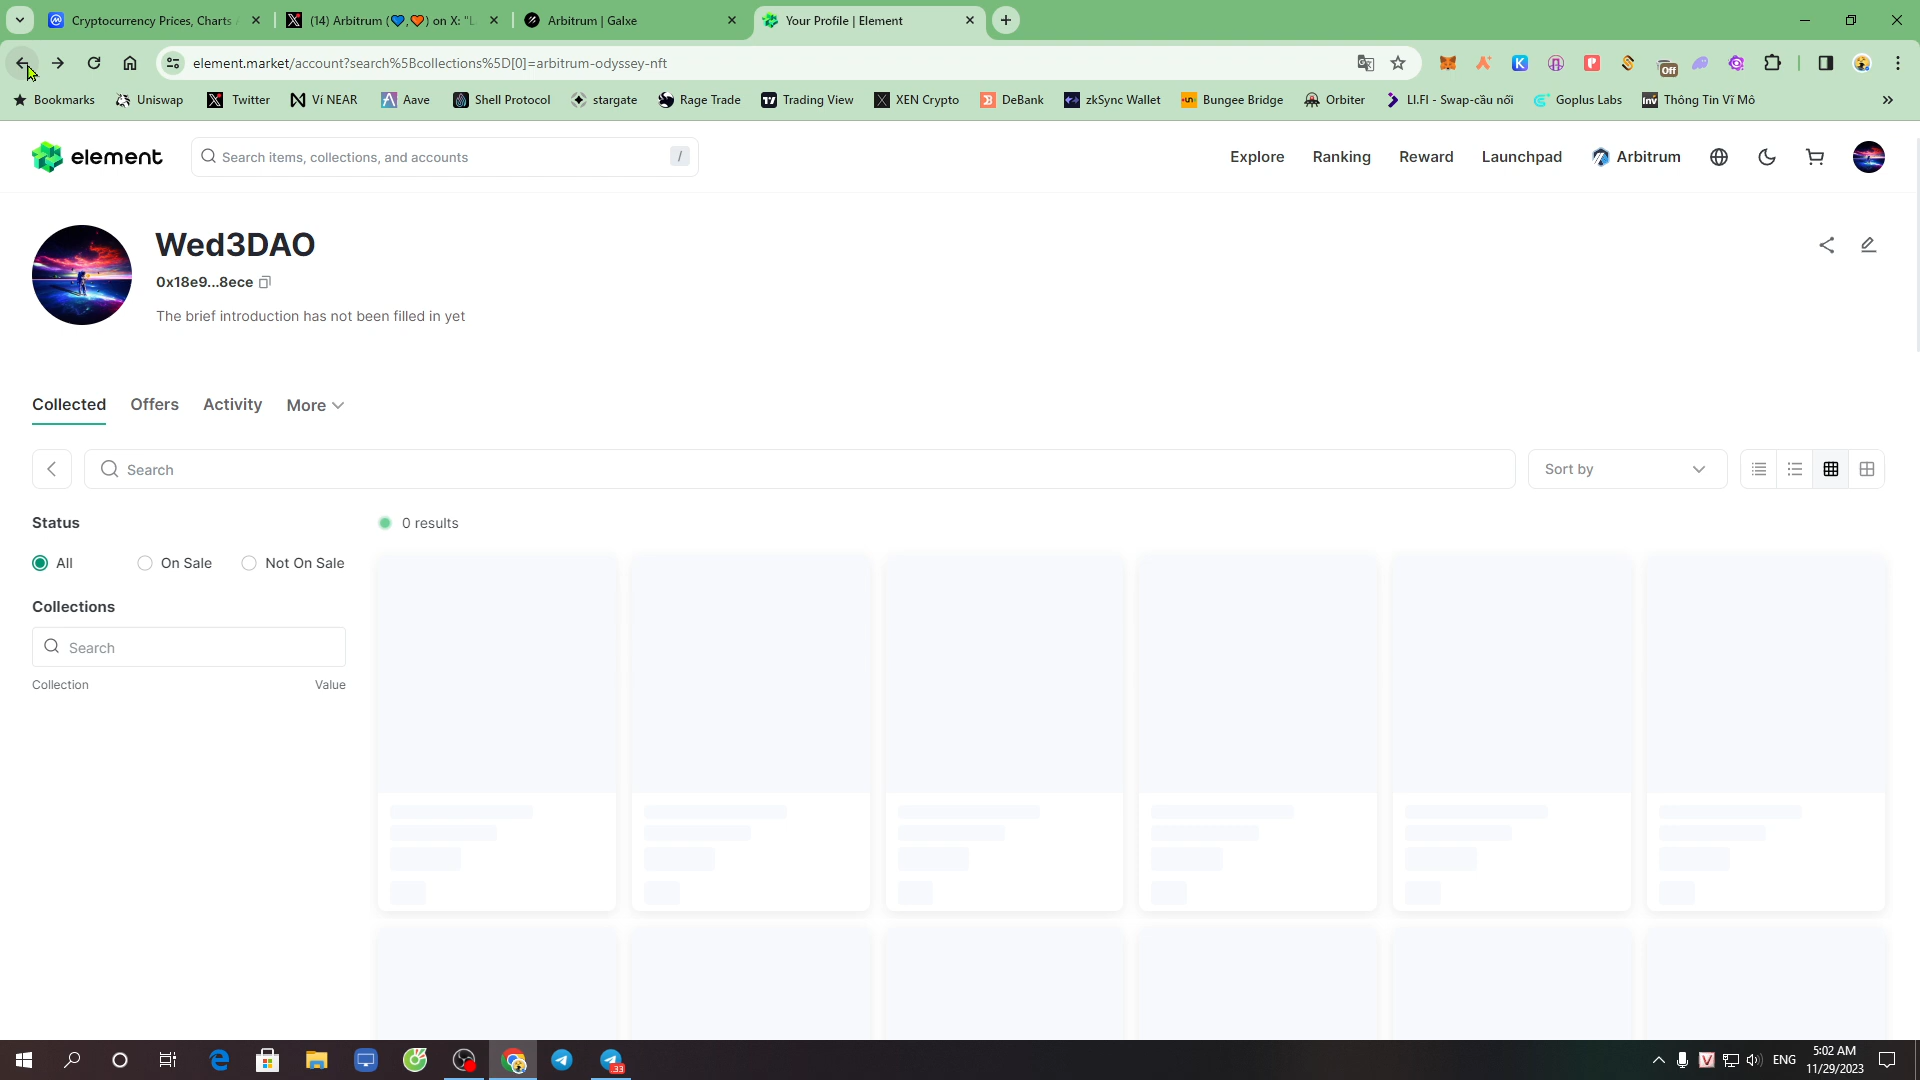 Cryptocurrency Prices, Charts
(14) Arbitrum (💙,🧡) on X: "L
Arbitrum | Galxe
Your Profile | Element
element.market/account?search%5Bcollections%5D[0]=arbitrum-odyssey-nft
Off
Bookmarks
Uniswap
Twitter
Ví NEAR
Aave
Shell Protocol
stargate
Rage Trade
Trading View
XEN Crypto
DeBank
zkSync Wallet
Bungee Bridge
Orbiter
LI.FI - Swap-cầu nối
Goplus Labs
Thông Tin Vĩ Mô
element
Search items, collections, and accounts
/
Explore
Ranking
Reward
Launchpad
Arbitrum
Wed3DAO
0x18e9...8ece
The brief introduction has not been filled in yet
Collected
Offers
Activity
More
Search
Sort by
Status
0 results
All
On Sale
Not On Sale
Collections
Search
Collection
Value
33
ENG
5:02 AM
11/29/2023